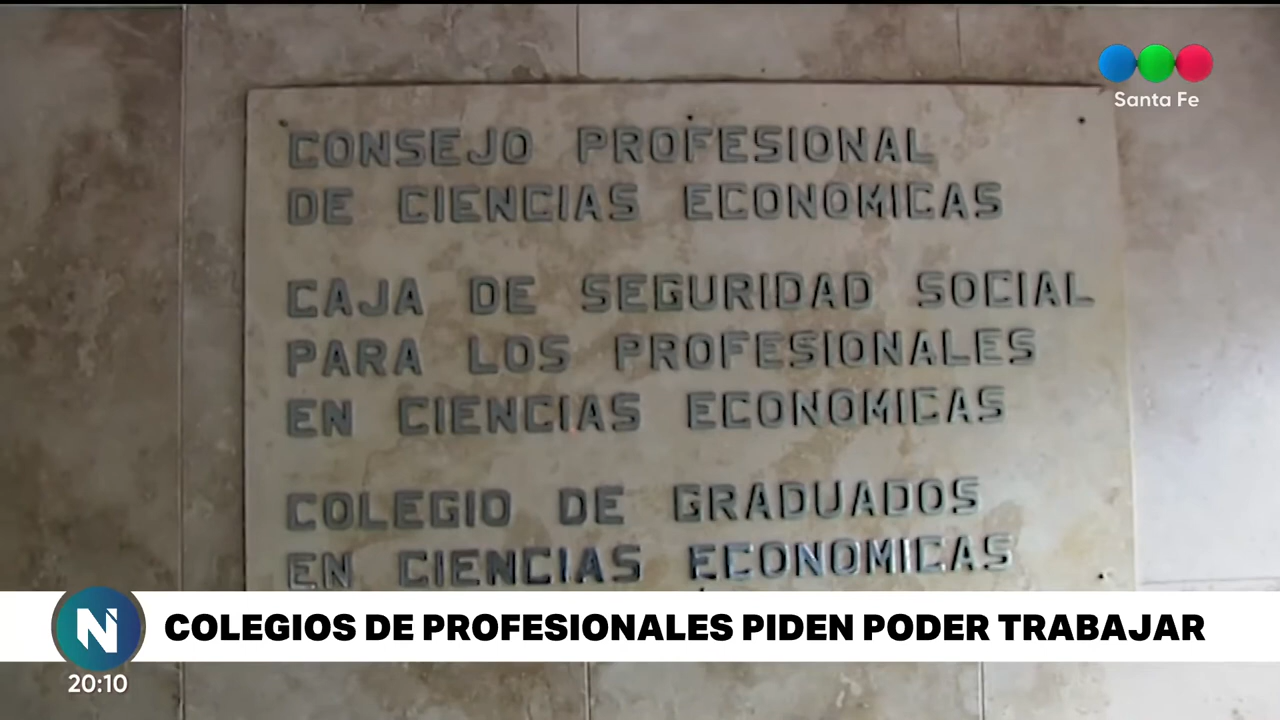 Santa Fe
CONSEJO PROFESIONAL
DE CIENCIAS ECONOMICAS
CAJA DE SEGURIDAD SOCIAL
PARA LOS PROFESIONALES
EN CIENCIAS ECONOMICAS
COLEGIO DE GRADUADOS
EN CIENCIAS ECONOMICAS
N
COLEGIOS DE PROFESIONALES PIDEN PODER TRABAJAR
20:10